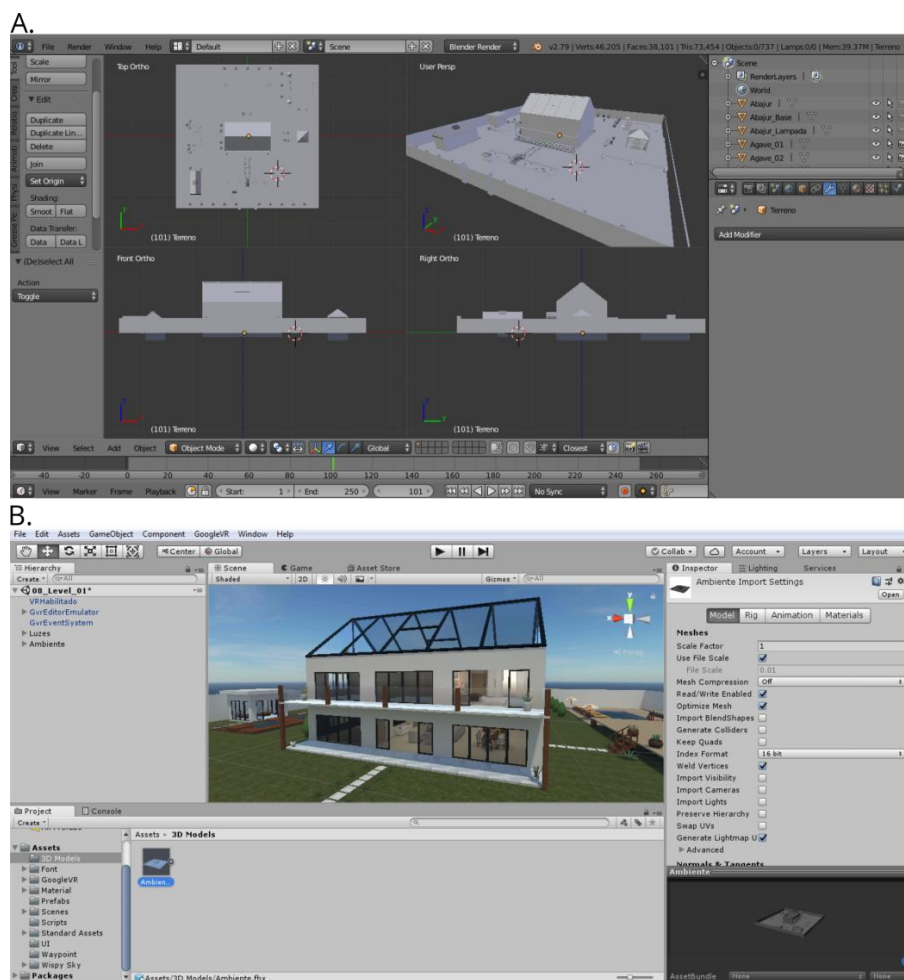 A.
File Render Window Help Default Scene Blender Render v2.79 | Verts:46,205 | Faces:38,101 | Tris:73,454 | Objects:0/737 | Lamps:0/0 | Mem:39.37M | Terreno
Scale
Mirror
Edit
Duplicate
Duplicate Lin...
Delete
Join
Set Origin
Shading:
Smoot Flat
Data Transfer:
Data Data L
(De)select All
Action
Toggle
Top Ortho
(101) Terreno
User Persp
(101) Terreno
Front Ortho
(101) Terreno
Right Ortho
(101) Terreno
Scene
RenderLayers
World
Abajur
Abajur_Base
Abajur_Lampada
Agave_01
Agave_02
Terreno
Add Modifier
View Select Add Object Object Mode Global Closest
-40 -20 0 20 40 60 80 100 120 140 160 180 200 220 240 260
View Marker Frame Playback Start: 1 End: 250 101 No Sync
B.
File Edit Assets GameObject Component GoogleVR Window Help
Center Global Collab Account Layers Layout
Hierarchy
Create All
08_Level_01*
VRHabilitado
GvrEditorEmulator
GvrEventSystem
Luzes
Ambiente
Scene Game Asset Store
Shaded 2D Gizmos All
y
x
Persp
Inspector Lighting Services
Ambiente Import Settings
Open
Model Rig Animation Materials
Meshes
Scale Factor 1
Use File Scale
File Scale 0.01
Mesh Compression Off
Read/Write Enabled
Optimize Mesh
Import BlendShapes
Generate Colliders
Keep Quads
Index Format 16 bit
Weld Vertices
Import Visibility
Import Cameras
Import Lights
Preserve Hierarchy
Swap UVs
Generate Lightmap U
Advanced
Normals & Tangents
Ambiente
AssetBundle None None
Project Console
Create
Assets
3D Models
Font
GoogleVR
Material
Prefabs
Scenes
Scripts
Standard Assets
UI
Waypoint
Wispy Sky
Packages
Assets 3D Models
Ambien...
Assets/3D Models/Ambiente.fbx